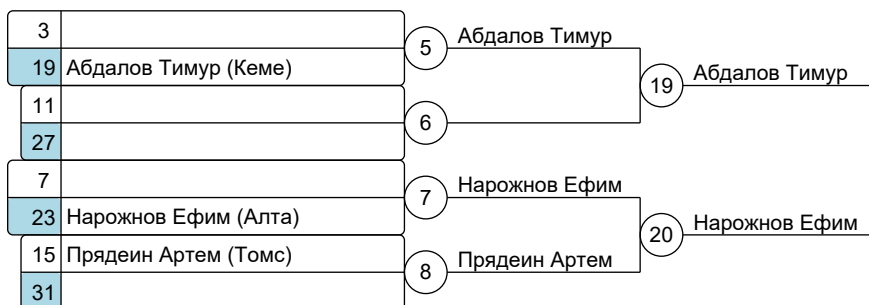 3
5 Абдалов Тимур
19 Абдалов Тимур (Кеме)
19 Абдалов Тимур
11
6
27
7
7 Нарожнов Ефим
23 Нарожнов Ефим (Алта)
20 Нарожнов Ефим
15 Прядеин Артем (Томс)
8 Прядеин Артем
31